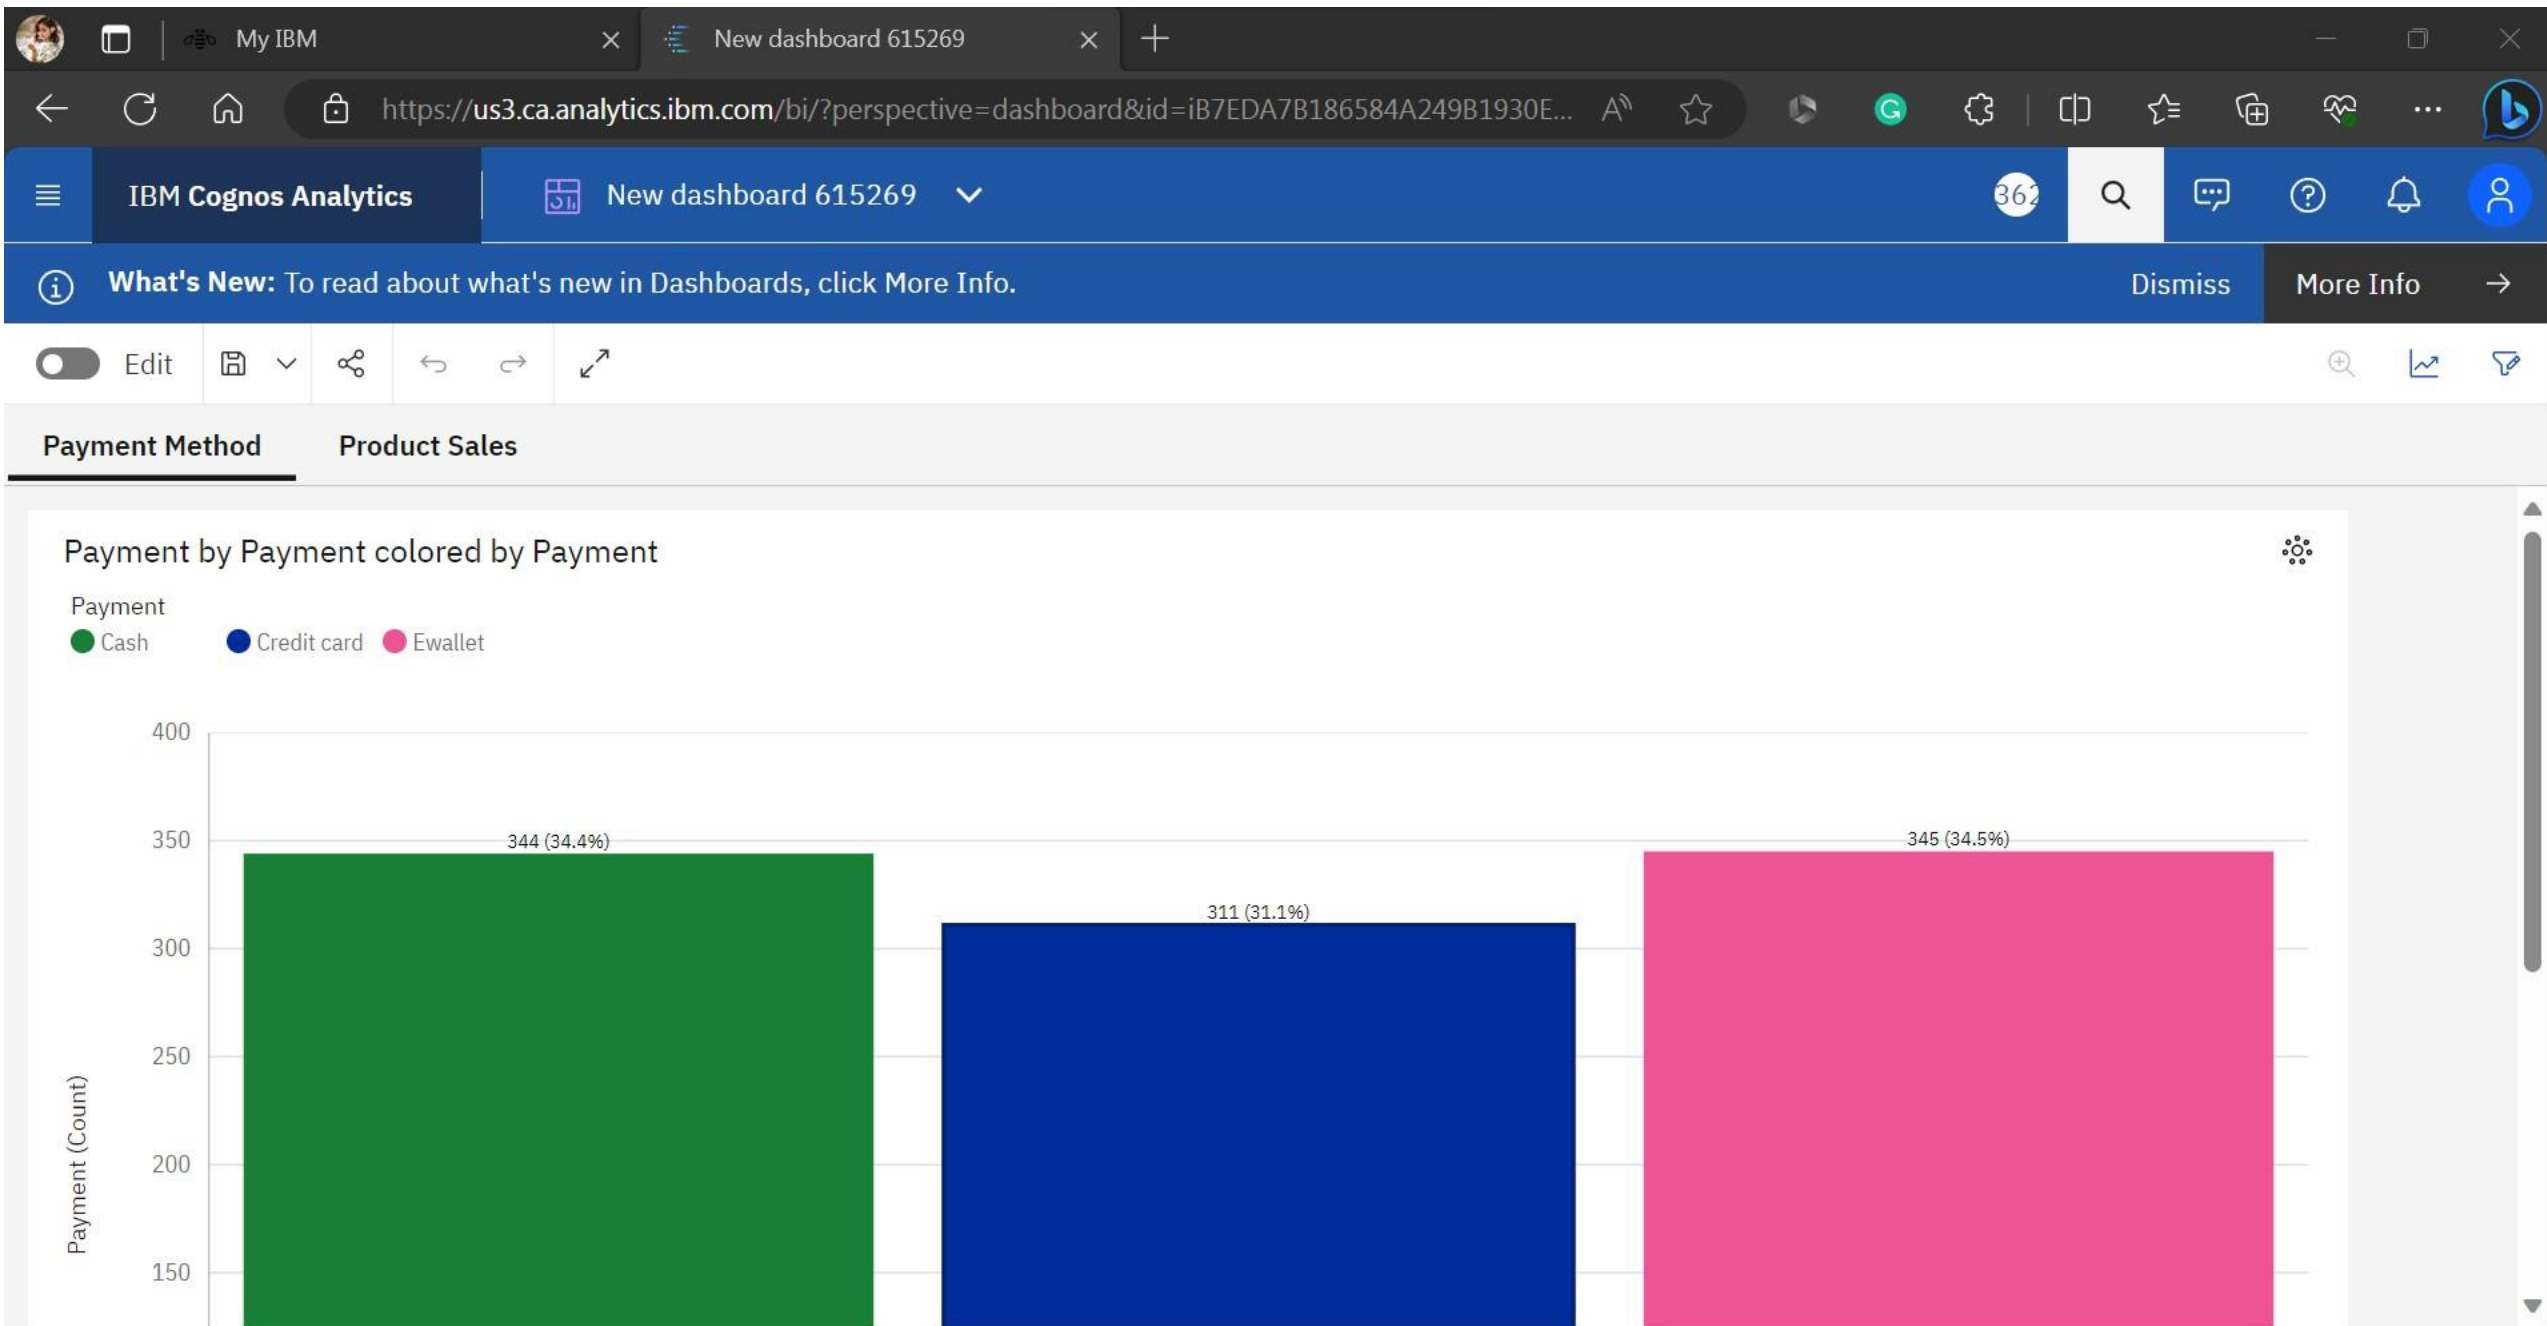 My IBM
New dashboard 615269
https://us3.ca.analytics.ibm.com/bi/?perspective=dashboard&id=iB7EDA7B186584A249B1930E...
IBM Cognos Analytics
New dashboard 615269
362
What's New: To read about what's new in Dashboards, click More Info.
Dismiss
More Info
Edit
Payment Method
Product Sales
Payment by Payment colored by Payment
Payment
Cash
Credit card
Ewallet
400
350
300
250
200
150
Payment (Count)
344 (34.4%)
311 (31.1%)
345 (34.5%)